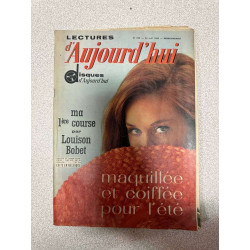 LECTURES
d'Aujourd'hui
disques
d'Aujourd'hui
ma
1ère course
par
Louison
Bobet
maquillée
et coiffée
pour l'été